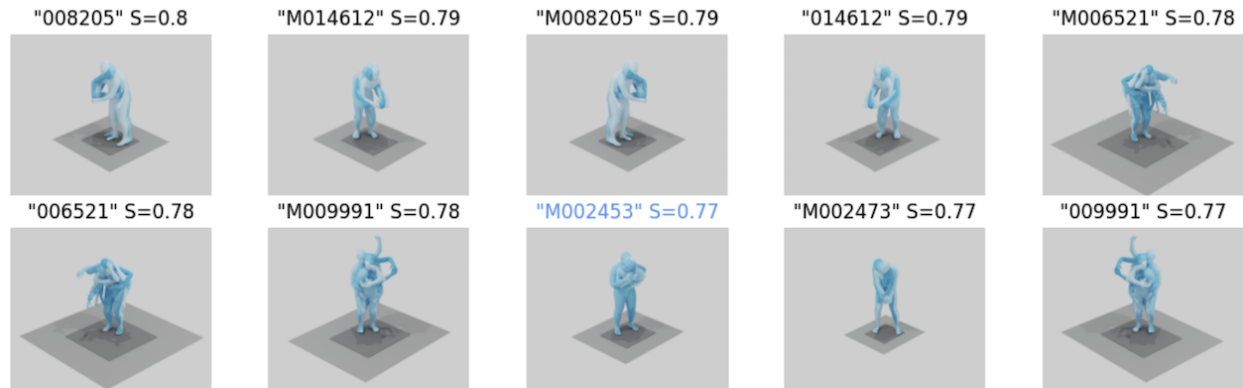 "008205" S=0.8
"M014612" S=0.79
"M008205" S=0.79
"014612" S=0.79
"M006521" S=0.78
"006521" S=0.78
"M009991" S=0.78
"M002453" S=0.77
"M002473" S=0.77
"009991" S=0.77